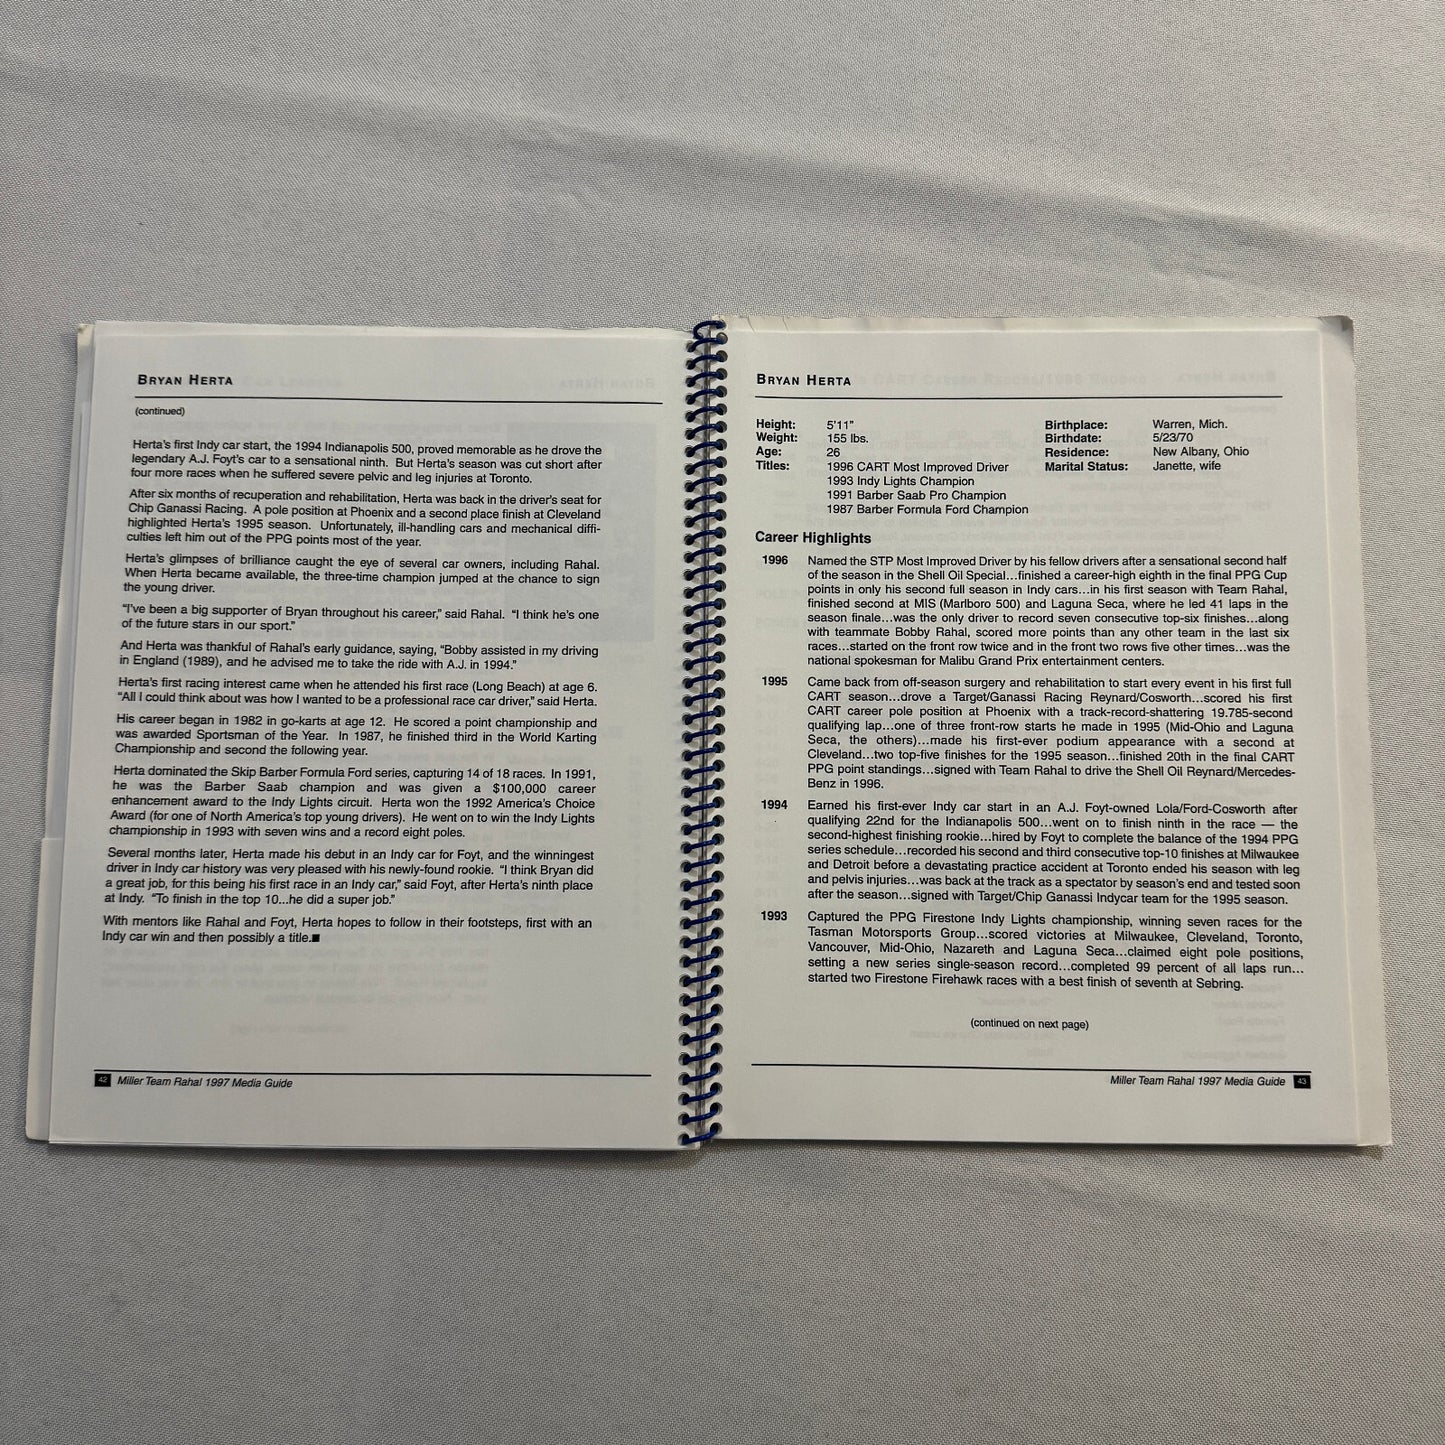 BRYAN HERTA
(continued)
Herta's first Indy car start, the 1994 Indianapolis 500, proved memorable as he drove the
legendary A.J. Foyt's car to a sensational ninth. But Herta's season was cut short after
four more races when he suffered severe pelvic and leg injuries at Toronto.
After six months of recuperation and rehabilitation, Herta was back in the driver's seat for
Chip Ganassi Racing. A pole position at Phoenix and a second place finish at Cleveland
highlighted Herta's 1995 season. Unfortunately, ill-handling cars and mechanical diffi-
culties left him out of the PPG points most of the year.
Herta's glimpses of brilliance caught the eye of several car owners, including Rahal.
When Herta became available, the three-time champion jumped at the chance to sign
the young driver.
"I've been a big supporter of Bryan throughout his career," said Rahal. "I think he's one
of the future stars in our sport."
And Herta was thankful of Rahal's early guidance, saying, "Bobby assisted in my driving
in England (1989), and he advised me to take the ride with A.J. in 1994."
Herta's first racing interest came when he attended his first race (Long Beach) at age 6.
"All I could think about was how I wanted to be a professional race car driver," said Herta.
His career began in 1982 in go-karts at age 12. He scored a point championship and
was awarded Sportsman of the Year. In 1987, he finished third in the World Karting
Championship and second the following year.
Herta dominated the Skip Barber Formula Ford series, capturing 14 of 18 races. In 1991,
he was the Barber Saab champion and was given a $100,000 career
enhancement award to the Indy Lights circuit. Herta won the 1992 America's Choice
Award (for one of North America's top young drivers). He went on to win the Indy Lights
championship in 1993 with seven wins and a record eight poles.
Several months later, Herta made his debut in an Indy car for Foyt, and the winningest
driver in Indy car history was very pleased with his newly-found rookie. "I think Bryan did
a great job, for this being his first race in an Indy car," said Foyt, after Herta's ninth place
at Indy. "To finish in the top 10...he did a super job."
With mentors like Rahal and Foyt, Herta hopes to follow in their footsteps, first with an
Indy car win and then possibly a title.■
42 Miller Team Rahal 1997 Media Guide
BRYAN HERTA
Height: 5'11" Birthplace: Warren, Mich.
Weight: 155 lbs. Birthdate: 5/23/70
Age: 26 Residence: New Albany, Ohio
Titles: 1996 CART Most Improved Driver Marital Status: Janette, wife
1993 Indy Lights Champion
1991 Barber Saab Pro Champion
1987 Barber Formula Ford Champion
Career Highlights
1996 Named the STP Most Improved Driver by his fellow drivers after a sensational second half
of the season in the Shell Oil Special...finished a career-high eighth in the final PPG Cup
points in only his second full season in Indy cars...in his first season with Team Rahal,
finished second at MIS (Marlboro 500) and Laguna Seca, where he led 41 laps in the
season finale...was the only driver to record seven consecutive top-six finishes...along
with teammate Bobby Rahal, scored more points than any other team in the last six
races...started on the front row twice and in the front two rows five other times...was the
national spokesman for Malibu Grand Prix entertainment centers.
1995 Came back from off-season surgery and rehabilitation to start every event in his first full
CART season...drove a Target/Ganassi Racing Reynard/Cosworth...scored his first
CART career pole position at Phoenix with a track-record-shattering 19.785-second
qualifying lap...one of three front-row starts he made in 1995 (Mid-Ohio and Laguna
Seca, the others)...made his first-ever podium appearance with a second at
Cleveland...two top-five finishes for the 1995 season...finished 20th in the final CART
PPG point standings...signed with Team Rahal to drive the Shell Oil Reynard/Mercedes-
Benz in 1996.
1994 Earned his first-ever Indy car start in an A.J. Foyt-owned Lola/Ford-Cosworth after
qualifying 22nd for the Indianapolis 500...went on to finish ninth in the race — the
second-highest finishing rookie...hired by Foyt to complete the balance of the 1994 PPG
series schedule...recorded his second and third consecutive top-10 finishes at Milwaukee
and Detroit before a devastating practice accident at Toronto ended his season with leg
and pelvis injuries...was back at the track as a spectator by season's end and tested soon
after the season...signed with Target/Chip Ganassi Indycar team for the 1995 season.
1993 Captured the PPG Firestone Indy Lights championship, winning seven races for the
Tasman Motorsports Group...scored victories at Milwaukee, Cleveland, Toronto,
Vancouver, Mid-Ohio, Nazareth and Laguna Seca...claimed eight pole positions,
setting a new series single-season record...completed 99 percent of all laps run...
started two Firestone Firehawk races with a best finish of seventh at Sebring.
(continued on next page)
Miller Team Rahal 1997 Media Guide 43